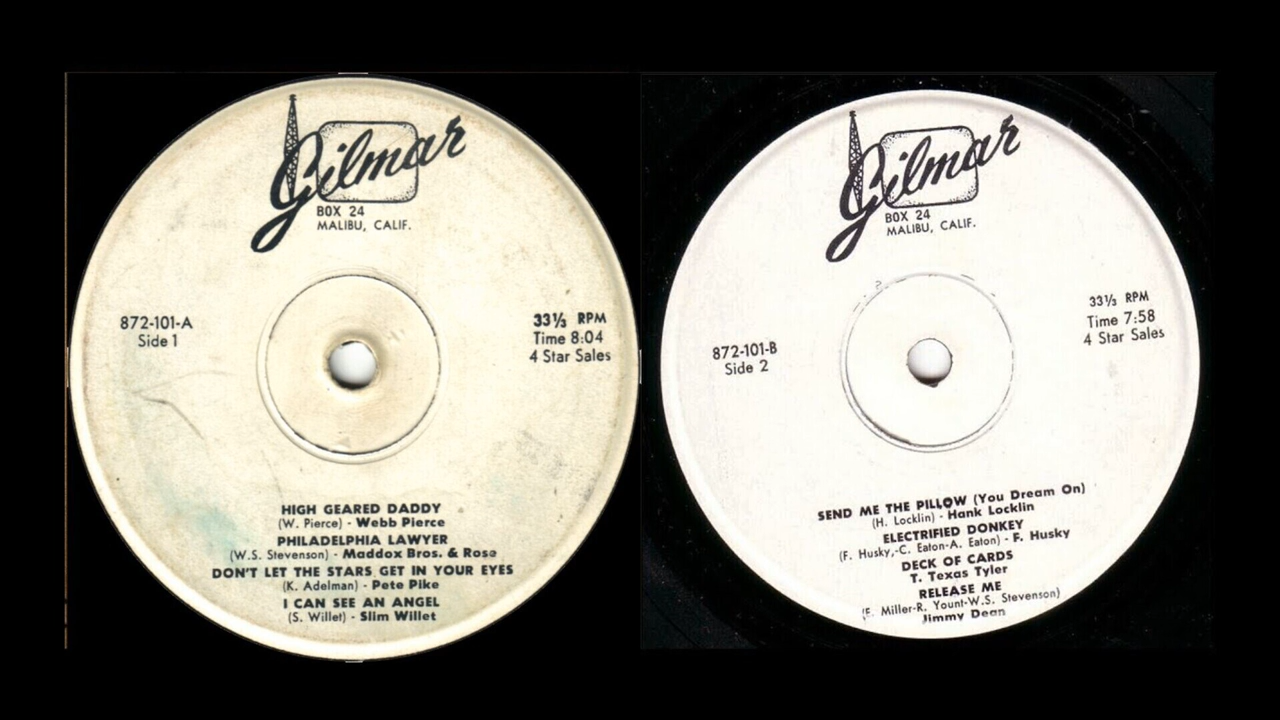 Gilmar
BOX 24
MALIBU, CALIF.
872-101-A
Side 1
33⅓ RPM
Time 8:04
4 Star Sales
HIGH GEARED DADDY
(W. Pierce) - Webb Pierce
PHILADELPHIA LAWYER
(W.S. Stevenson) - Maddox Bros. & Rose
DON'T LET THE STARS GET IN YOUR EYES
(K. Adelman) - Pete Pike
I CAN SEE AN ANGEL
(S. Willet) - Slim Willet
Gilmar
BOX 24
MALIBU, CALIF.
872-101-B
Side 2
33⅓ RPM
Time 7:58
4 Star Sales
SEND ME THE PILLOW (You Dream On)
(H. Locklin) - Hank Locklin
ELECTRIFIED DONKEY
(F. Husky,-C. Eaton-A. Eaton) - F. Husky
DECK OF CARDS
T. Texas Tyler
RELEASE ME
(E. Miller-R. Yount-W.S. Stevenson)
Jimmy Dean